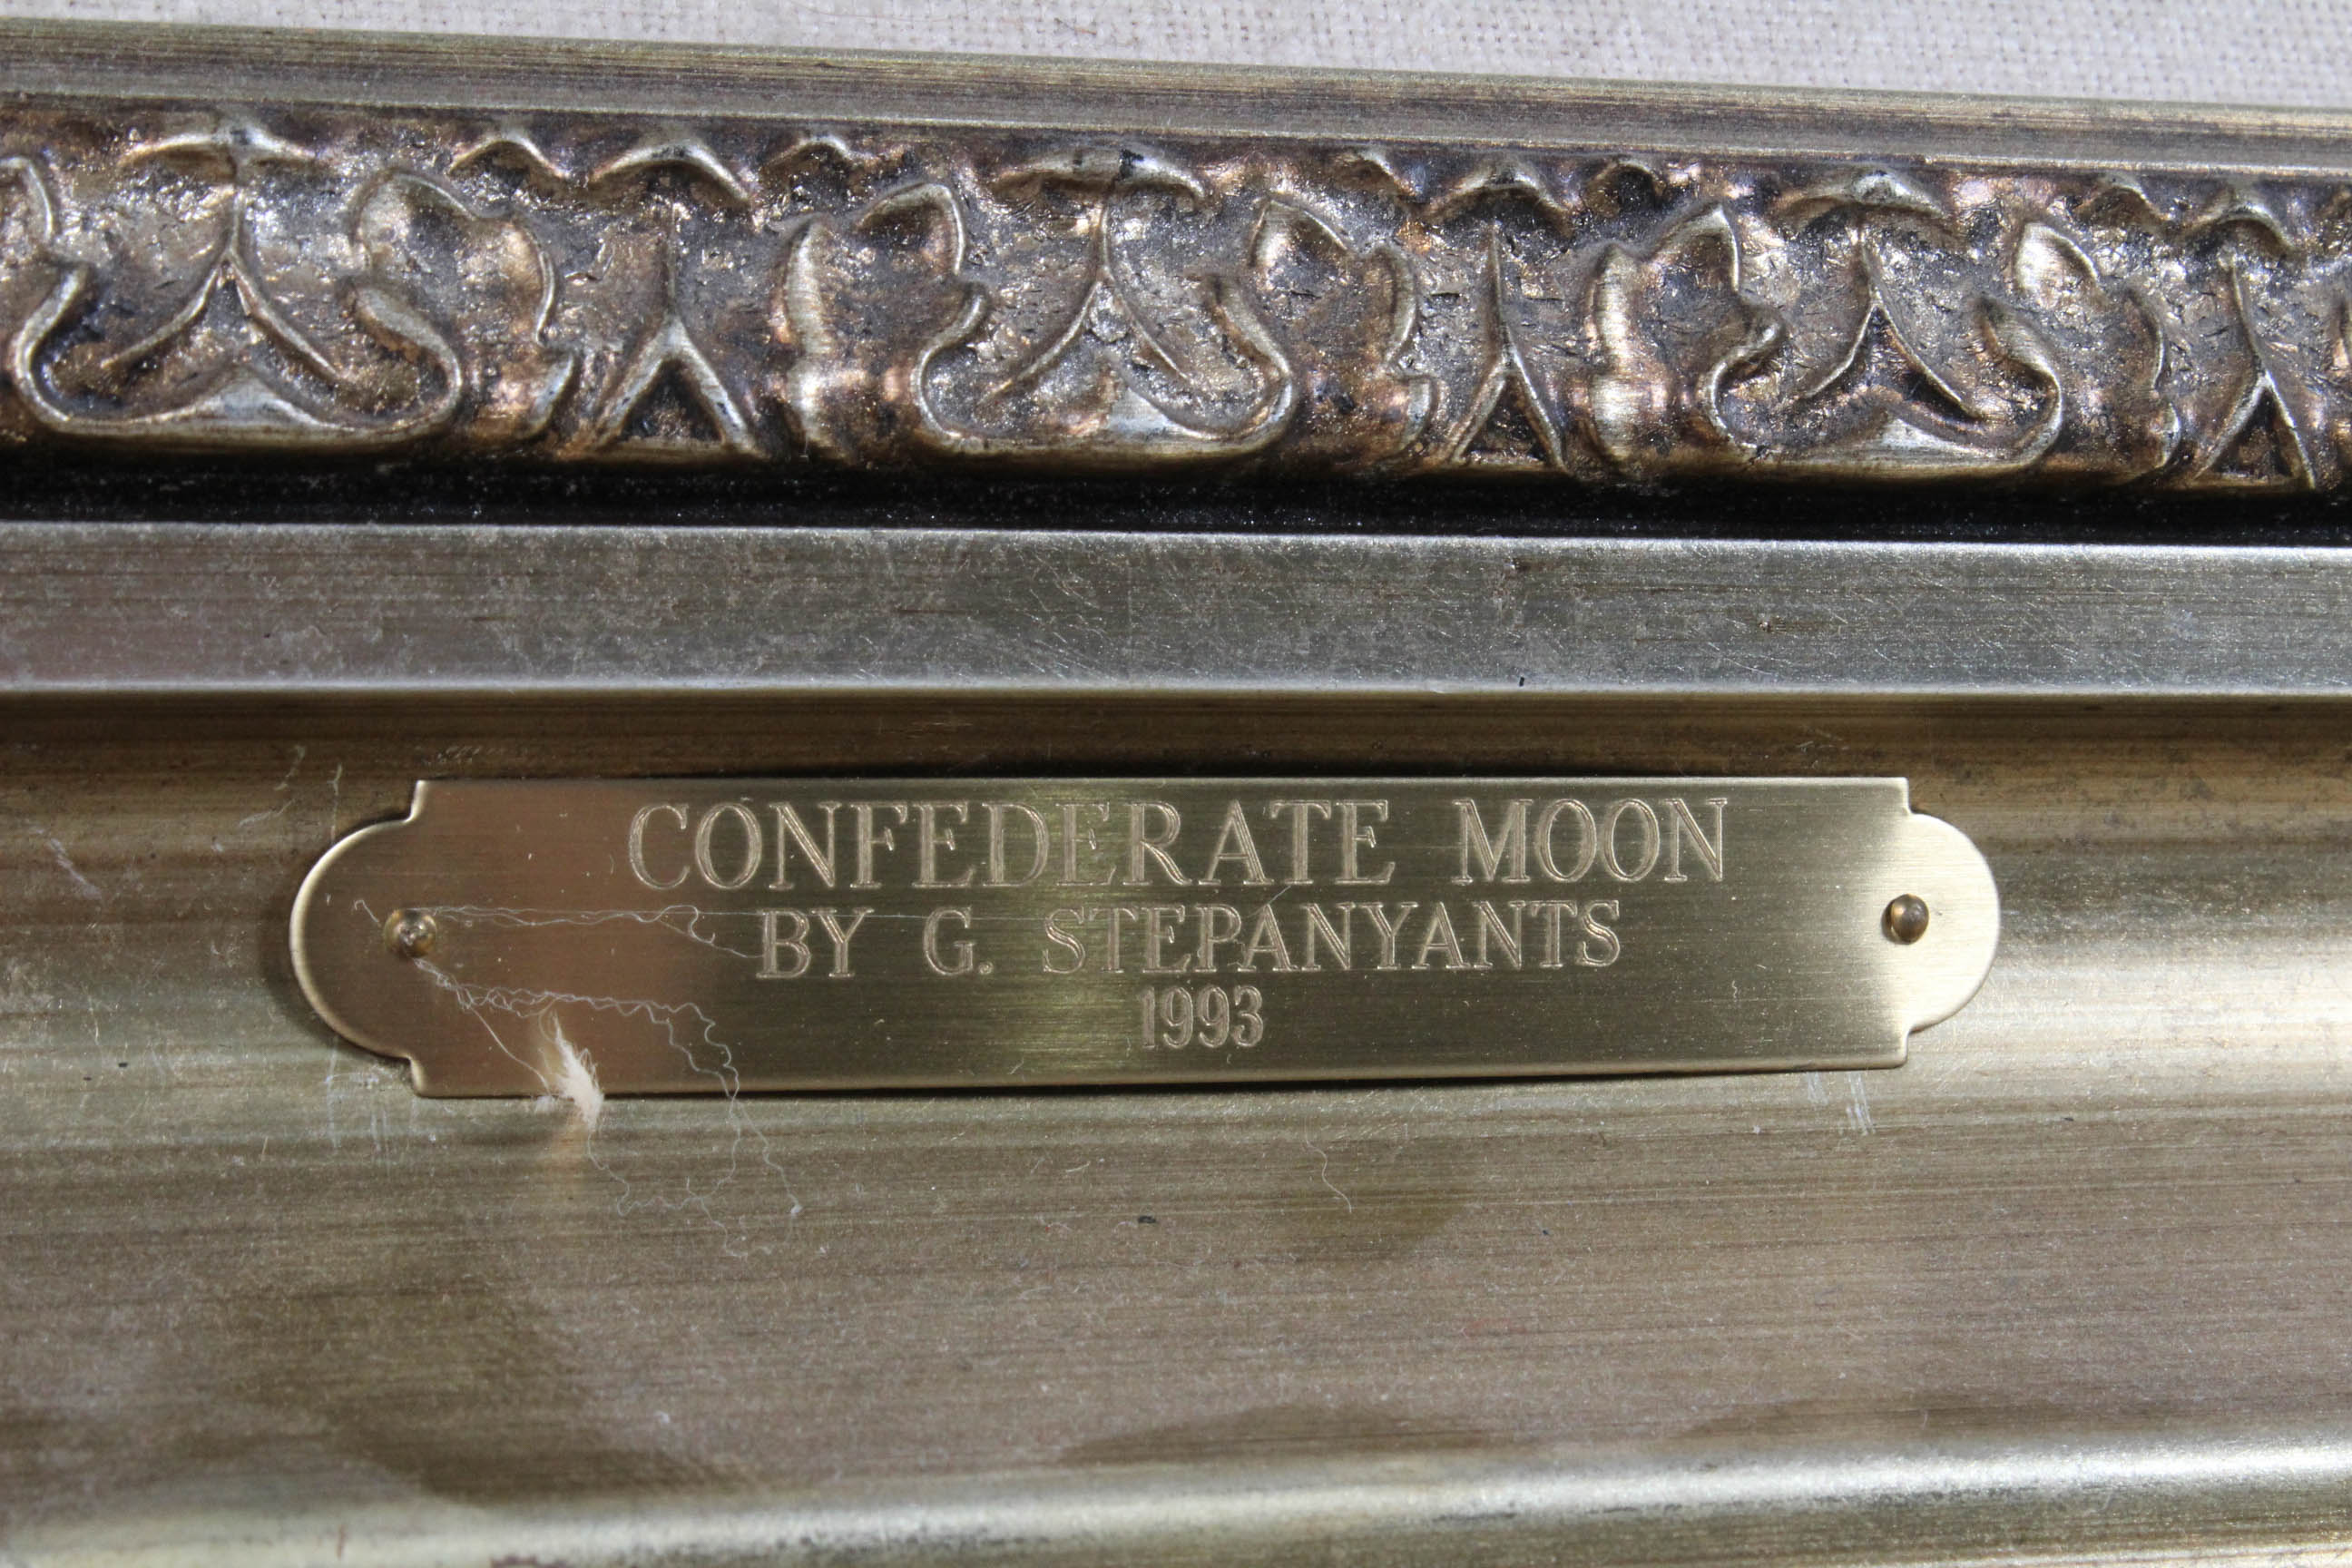 CONFEDERATE MOON
BY G. STEPANYANTS
1993